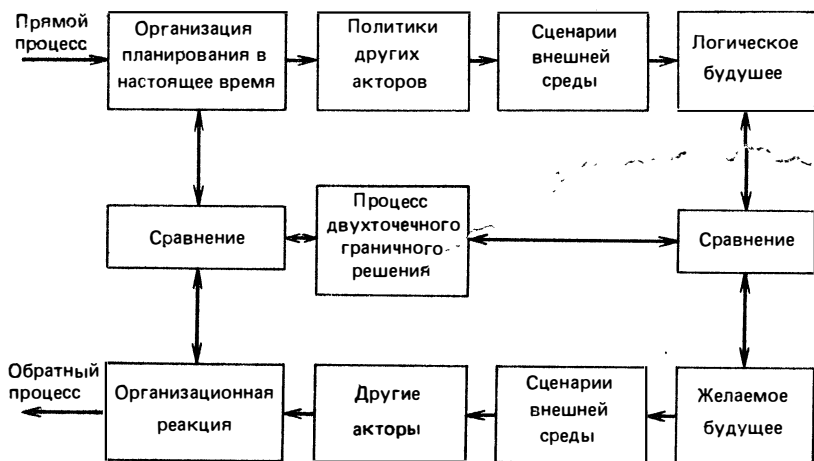 Прямой
процесс
Организация
планирования в
настоящее время
Политики
других
акторов
Сценарии
внешней
среды
Логическое
будушее
Сравнение
Процесс
двухточечного
граничного
решения
Сравнение
Обратный
процесс
Организационная
реакция
Другие
акторы
Сценарии
внешней
среды
Желаемое
будущее